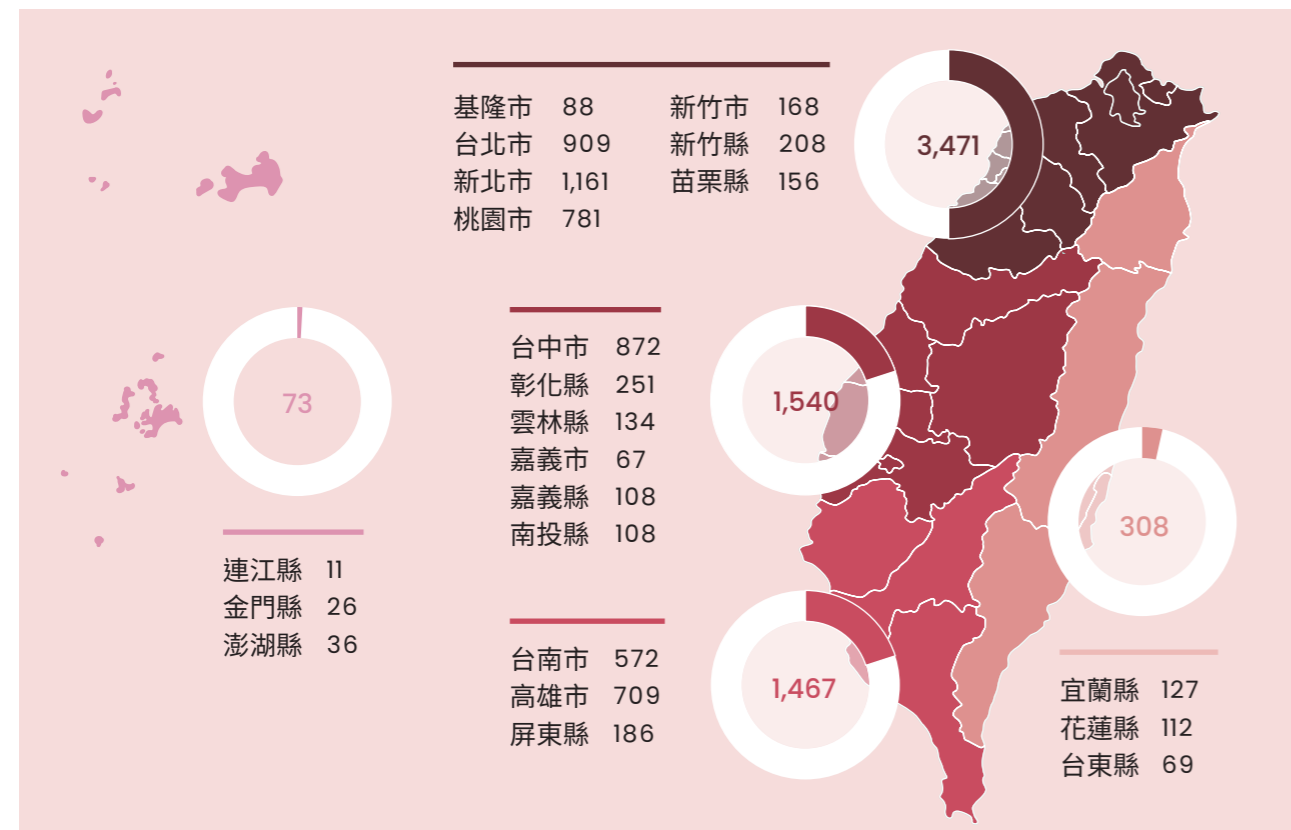 基隆市 88 新竹市 168
台北市 909 新竹縣 208
新北市 1,161 苗栗縣 156
桃園市 781
3,471
台中市 872
彰化縣 251
雲林縣 134
嘉義市 67
嘉義縣 108
南投縣 108
1,540
73
連江縣 11
金門縣 26
澎湖縣 36
台南市 572
高雄市 709
屏東縣 186
1,467
308
宜蘭縣 127
花蓮縣 112
台東縣 69